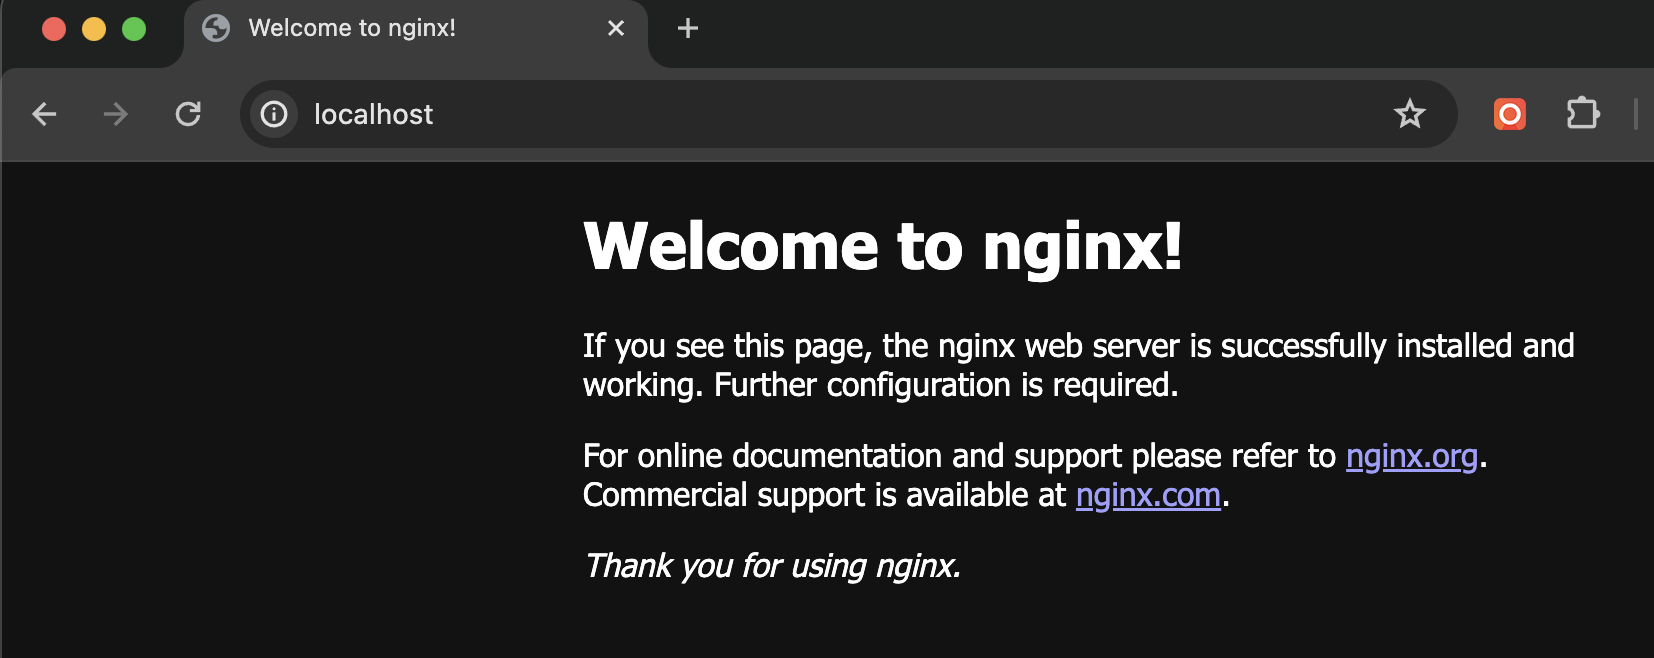 Welcome to nginx!
localhost
Welcome to nginx!
If you see this page, the nginx web server is successfully installed and
working. Further configuration is required.
For online documentation and support please refer to nginx.org.
Commercial support is available at nginx.com.
Thank you for using nginx.